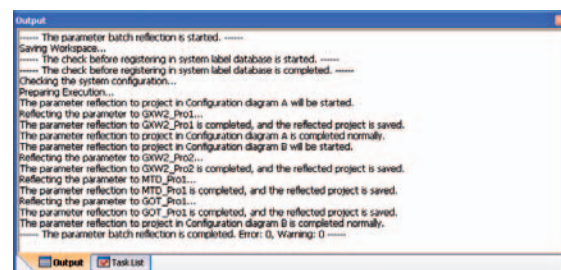 Output
------ The parameter batch reflection is started. ------
Saving Workspace...
------ The check before registering in system label database is started. ------
------ The check before registering in system label database is completed. ------
Checking the system configuration...
Preparing Execution...
The parameter reflection to project in Configuration diagram A will be started.
Reflecting the parameter to GXW2_Pro1...
The parameter reflection to GXW2_Pro1 is completed, and the reflected project is saved.
The parameter reflection to project in Configuration diagram A is completed normally.
The parameter reflection to project in Configuration diagram B will be started.
Reflecting the parameter to GXW2_Pro2...
The parameter reflection to GXW2_Pro2 is completed, and the reflected project is saved.
Reflecting the parameter to MTD_Pro1...
The parameter reflection to MTD_Pro1 is completed, and the reflected project is saved.
Reflecting the parameter to GOT_Pro1...
The parameter reflection to GOT_Pro1 is completed, and the reflected project is saved.
The parameter reflection to project in Configuration diagram B is completed normally.
------ The parameter batch reflection is completed. Error: 0, Warning: 0 ------
Output Task List